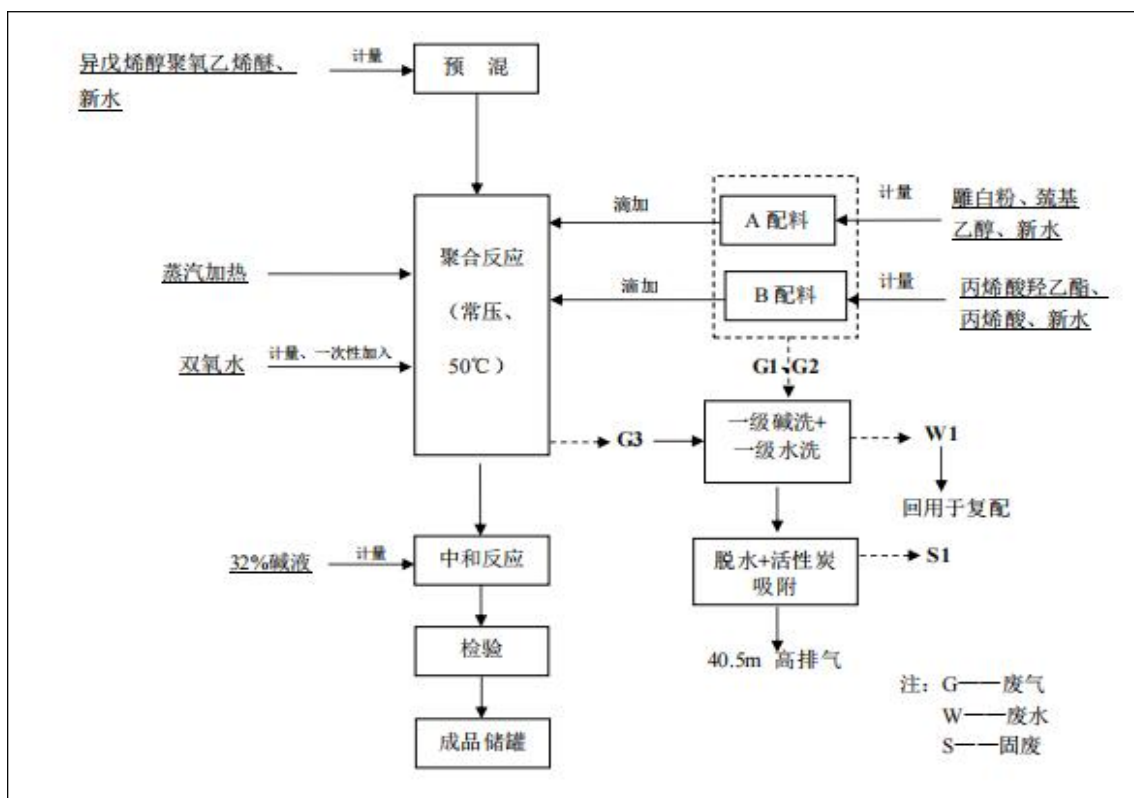 异戊烯醇聚氧乙烯醚、
新水
计量
预 混
聚合反应
（常压、
50℃）
蒸汽加热
双氧水
计量、一次性加入
滴加
A 配料
计量
雕白粉、巯基
乙醇、新水
滴加
B 配料
计量
丙烯酸羟乙酯、
丙烯酸、新水
G1、G2
G3
一级碱洗+
一级水洗
W1
回用于复配
32%碱液
计量
中和反应
脱水+活性炭
吸附
S1
检验
40.5m 高排气
成品储罐
注：G——废气
W——废水
S——固废